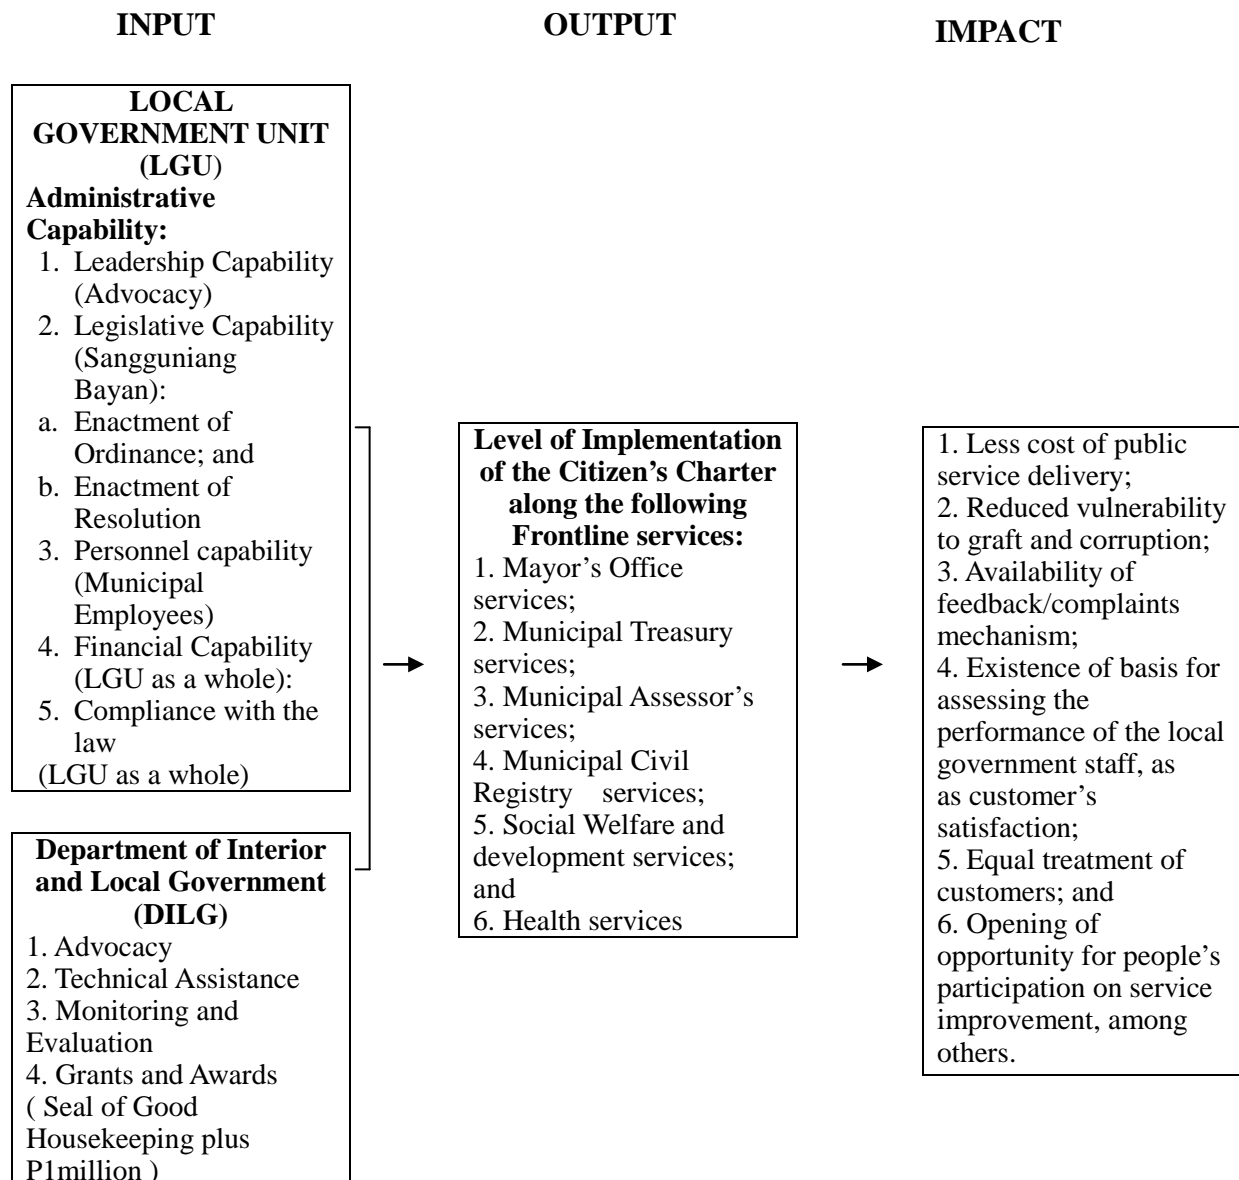 INPUT
OUTPUT
IMPACT
LOCAL
GOVERNMENT UNIT
(LGU)
Administrative
Capability:
1. Leadership Capability
(Advocacy)
2. Legislative Capability
(Sangguniang
Bayan):
a. Enactment of
Ordinance; and
b. Enactment of
Resolution
3. Personnel capability
(Municipal
Employees)
4. Financial Capability
(LGU as a whole):
5. Compliance with the
law
(LGU as a whole)
Department of Interior
and Local Government
(DILG)
1. Advocacy
2. Technical Assistance
3. Monitoring and
Evaluation
4. Grants and Awards
( Seal of Good
Housekeeping plus
P1million )
Level of Implementation
of the Citizen’s Charter
along the following
Frontline services:
1. Mayor’s Office
services;
2. Municipal Treasury
services;
3. Municipal Assessor’s
services;
4. Municipal Civil
Registry services;
5. Social Welfare and
development services;
and
6. Health services
1. Less cost of public
service delivery;
2. Reduced vulnerability
to graft and corruption;
3. Availability of
feedback/complaints
mechanism;
4. Existence of basis for
assessing the
performance of the local
government staff, as
as customer’s
satisfaction;
5. Equal treatment of
customers; and
6. Opening of
opportunity for people’s
participation on service
improvement, among
others.